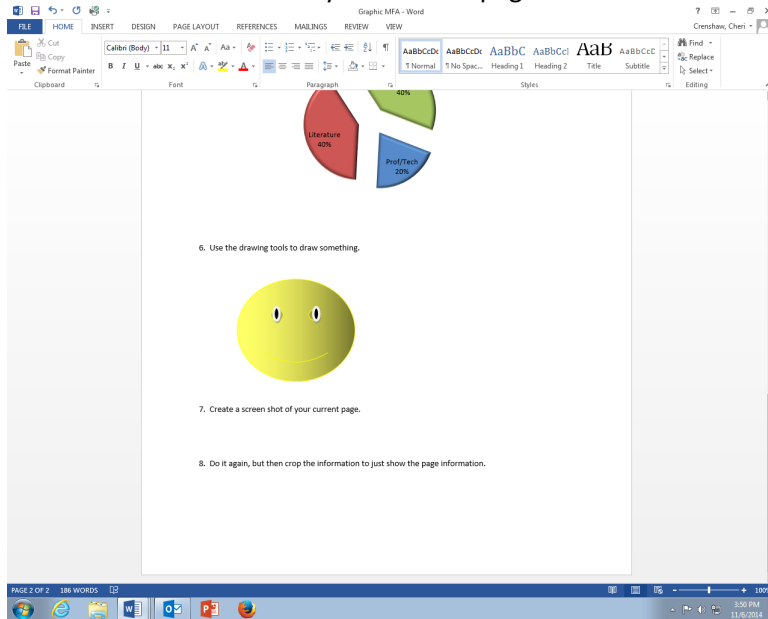 Graphic MFA - Word
FILE HOME INSERT DESIGN PAGE LAYOUT REFERENCES MAILINGS REVIEW VIEW Crenshaw, Cheri
Cut
Copy
Format Painter
Paste
Calibri (Body) 11
AaBbCcDc AaBbCcDc AaBbC AaBbCcI AaB AaBbCcC
¶ Normal ¶ No Spac... Heading 1 Heading 2 Title Subtitle
Find
Replace
Select
Clipboard Font Paragraph Styles Editing
40%
Literature
40%
Prof/Tech
20%
6. Use the drawing tools to draw something.
7. Create a screen shot of your current page.
8. Do it again, but then crop the information to just show the page information.
PAGE 2 OF 2 186 WORDS 100%
3:50 PM
11/6/2014